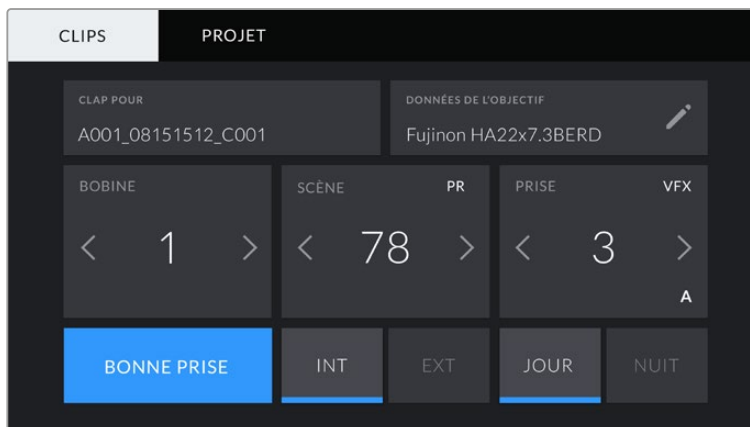 CLIPS PROJET
CLAP POUR
A001_08151512_C001
DONNÉES DE L'OBJECTIF
Fujinon HA22x7.3BERD
BOBINE
< 1 >
SCÈNE PR
< 78 >
PRISE VFX
< 3 >
A
BONNE PRISE INT EXT JOUR NUIT